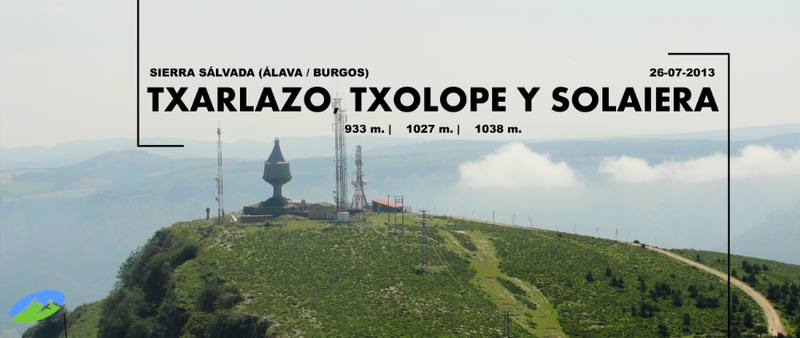 SIERRA SÁLVADA (ÁLAVA / BURGOS)
26-07-2013
TXARLAZO, TXOLOPE Y SOLAIERA
933 m. | 1027 m. | 1038 m.